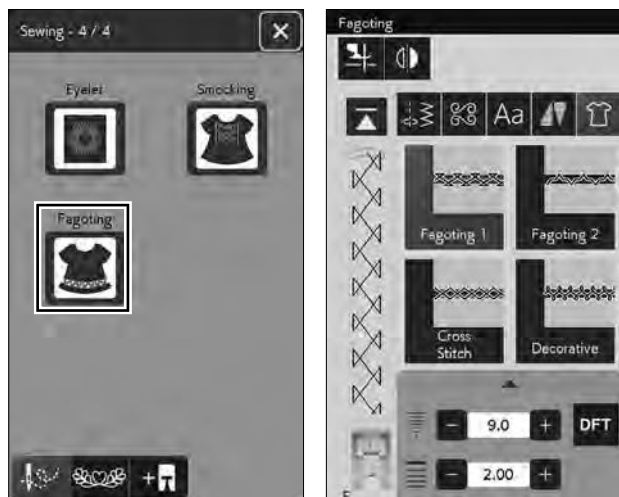 Sewing - 4 / 4
Eyelet
Smocking
Fagoting
Fagoting
Aa
Fagoting 1
Fagoting 2
Cross
Stitch
Decorative
- 9.0 +
DFT
- 2.00 +